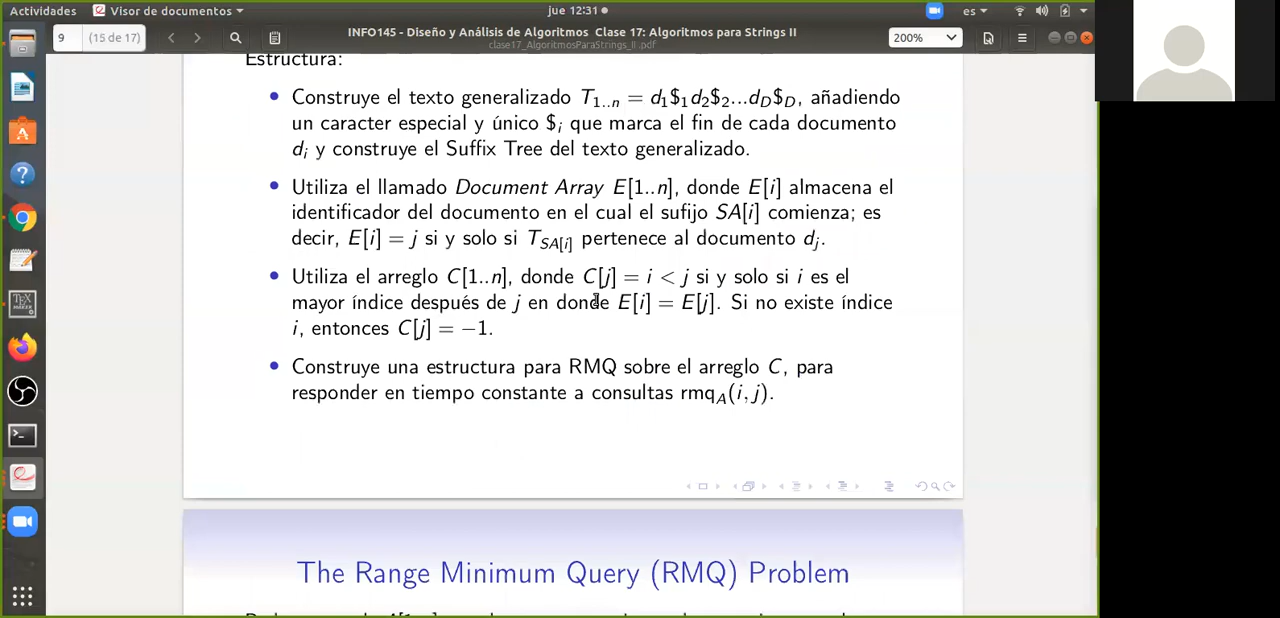 Actividades
Visor de documentos
jue 12:31
es
9
(15 de 17)
INFO145 - Diseño y Análisis de Algoritmos Clase 17: Algoritmos para Strings II
clase17_AlgoritmosParaStrings_II.pdf
200%
Estructura:
Construye el texto generalizado T1..n = d1$1d2$2...dD$D, añadiendo
un caracter especial y único $i que marca el fin de cada documento
di y construye el Suffix Tree del texto generalizado.
Utiliza el llamado Document Array E[1..n], donde E[i] almacena el
identificador del documento en el cual el sufijo SA[i] comienza; es
decir, E[i] = j si y solo si TSA[i] pertenece al documento dj.
Utiliza el arreglo C[1..n], donde C[j] = i < j si y solo si i es el
mayor índice después de j en donde E[i] = E[j]. Si no existe índice
i, entonces C[j] = −1.
Construye una estructura para RMQ sobre el arreglo C, para
responder en tiempo constante a consultas rmqA(i, j).
The Range Minimum Query (RMQ) Problem